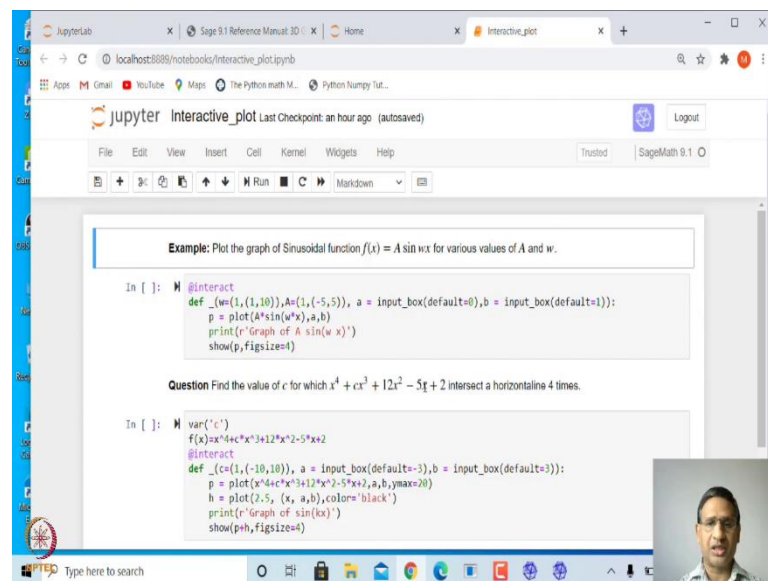 JupyterLab
Sage 9.1 Reference Manual: 3D G
Home
Interactive_plot
localhost:8889/notebooks/Interactive_plot.ipynb
Apps
Gmail
YouTube
Maps
The Python math M...
Python Numpy Tut...
M
jupyter Interactive_plot Last Checkpoint: an hour ago (autosaved)
Logout
File Edit View Insert Cell Kernel Widgets Help
Trusted
SageMath 9.1
Run
Markdown
Example: Plot the graph of Sinusoidal function f(x) = A sin wx for various values of A and w.
In [ ]:
@interact
def _(w=(1,(1,10)),A=(1,(-5,5)), a = input_box(default=0),b = input_box(default=1)):
p = plot(A*sin(w*x),a,b)
print(r'Graph of A sin(w x)')
show(p,figsize=4)
Question Find the value of c for which x⁴ + cx³ + 12x² − 5x + 2 intersect a horizontaline 4 times.
In [ ]:
var('c')
f(x)=x^4+c*x^3+12*x^2-5*x+2
@interact
def _(c=(1,(-10,10)), a = input_box(default=-3),b = input_box(default=3)):
p = plot(x^4+c*x^3+12*x^2-5*x+2,a,b,ymax=20)
h = plot(2.5, (x, a,b),color='black')
print(r'Graph of sin(kx)')
show(p+h,figsize=4)
NPTEL
Type here to search